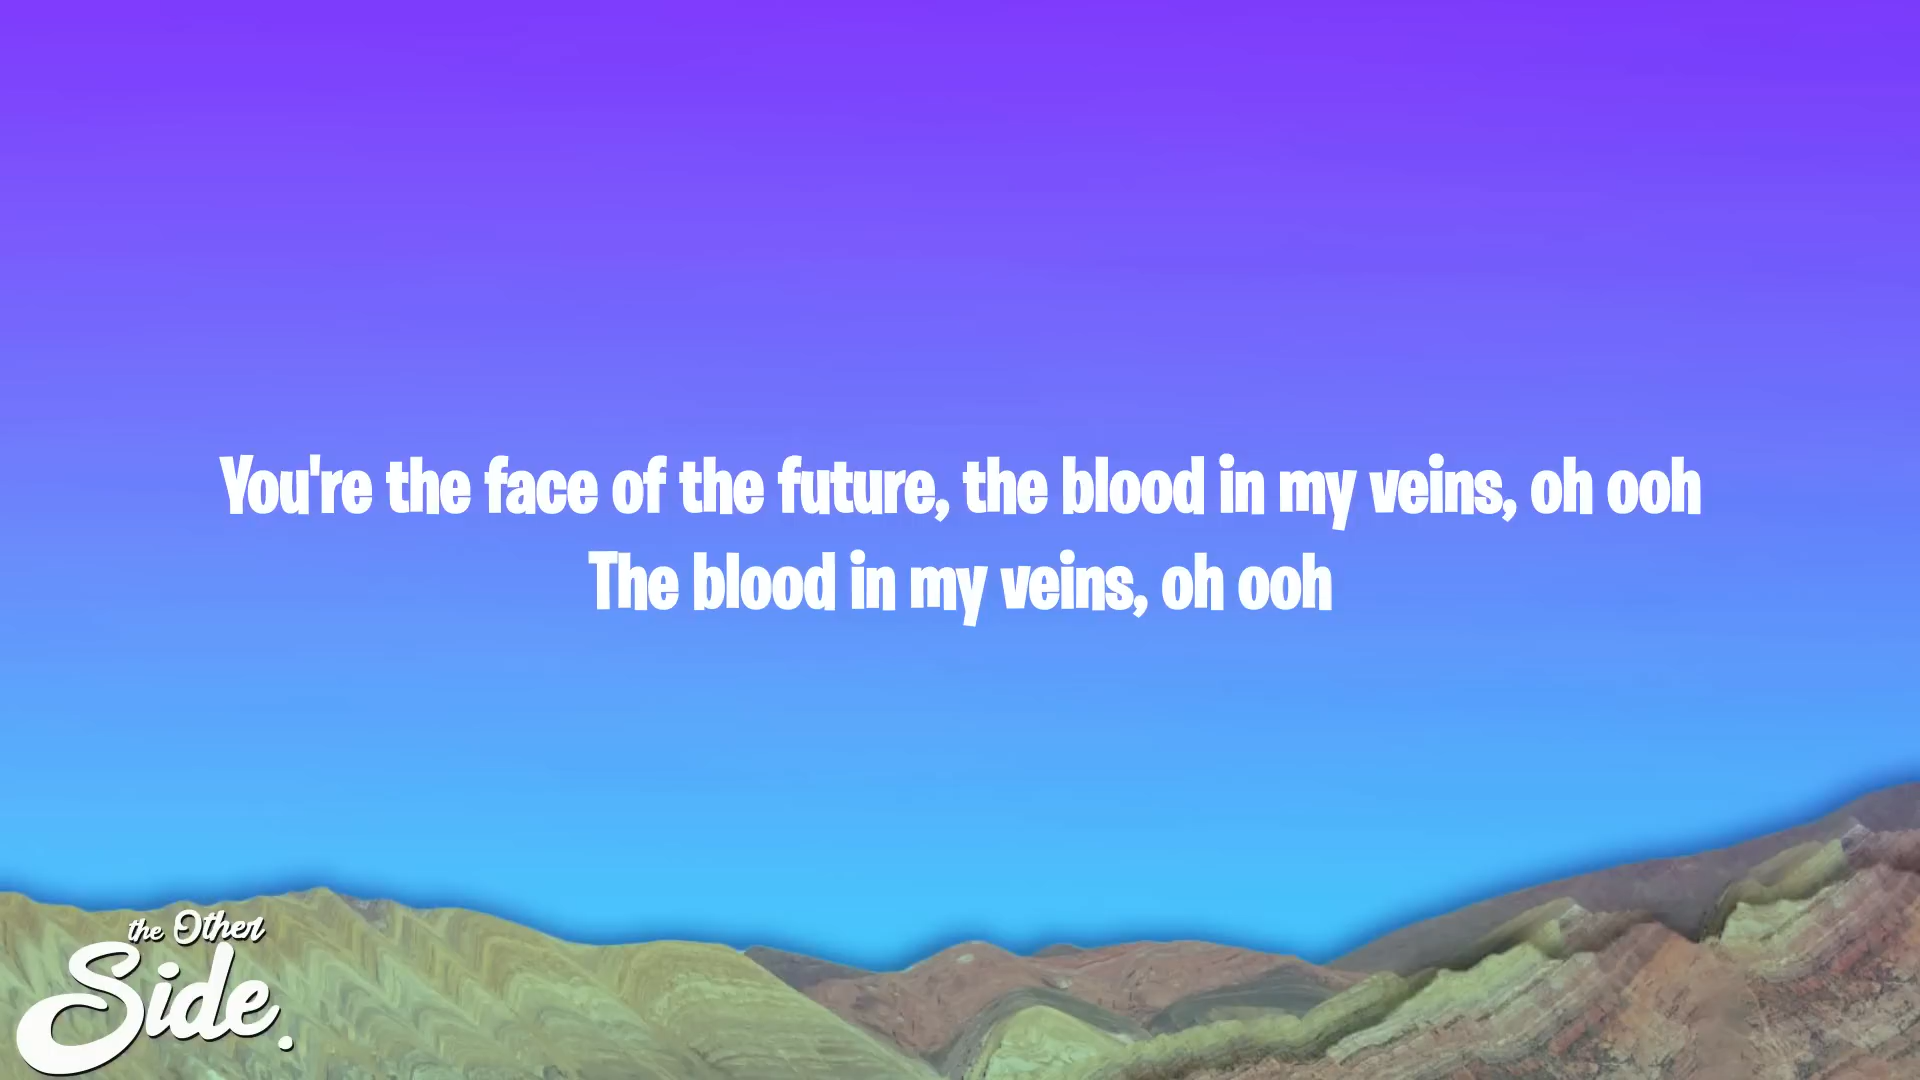 You're the face of the future, the blood in my veins, oh ooh
The blood in my veins, oh ooh
the Other
Side.